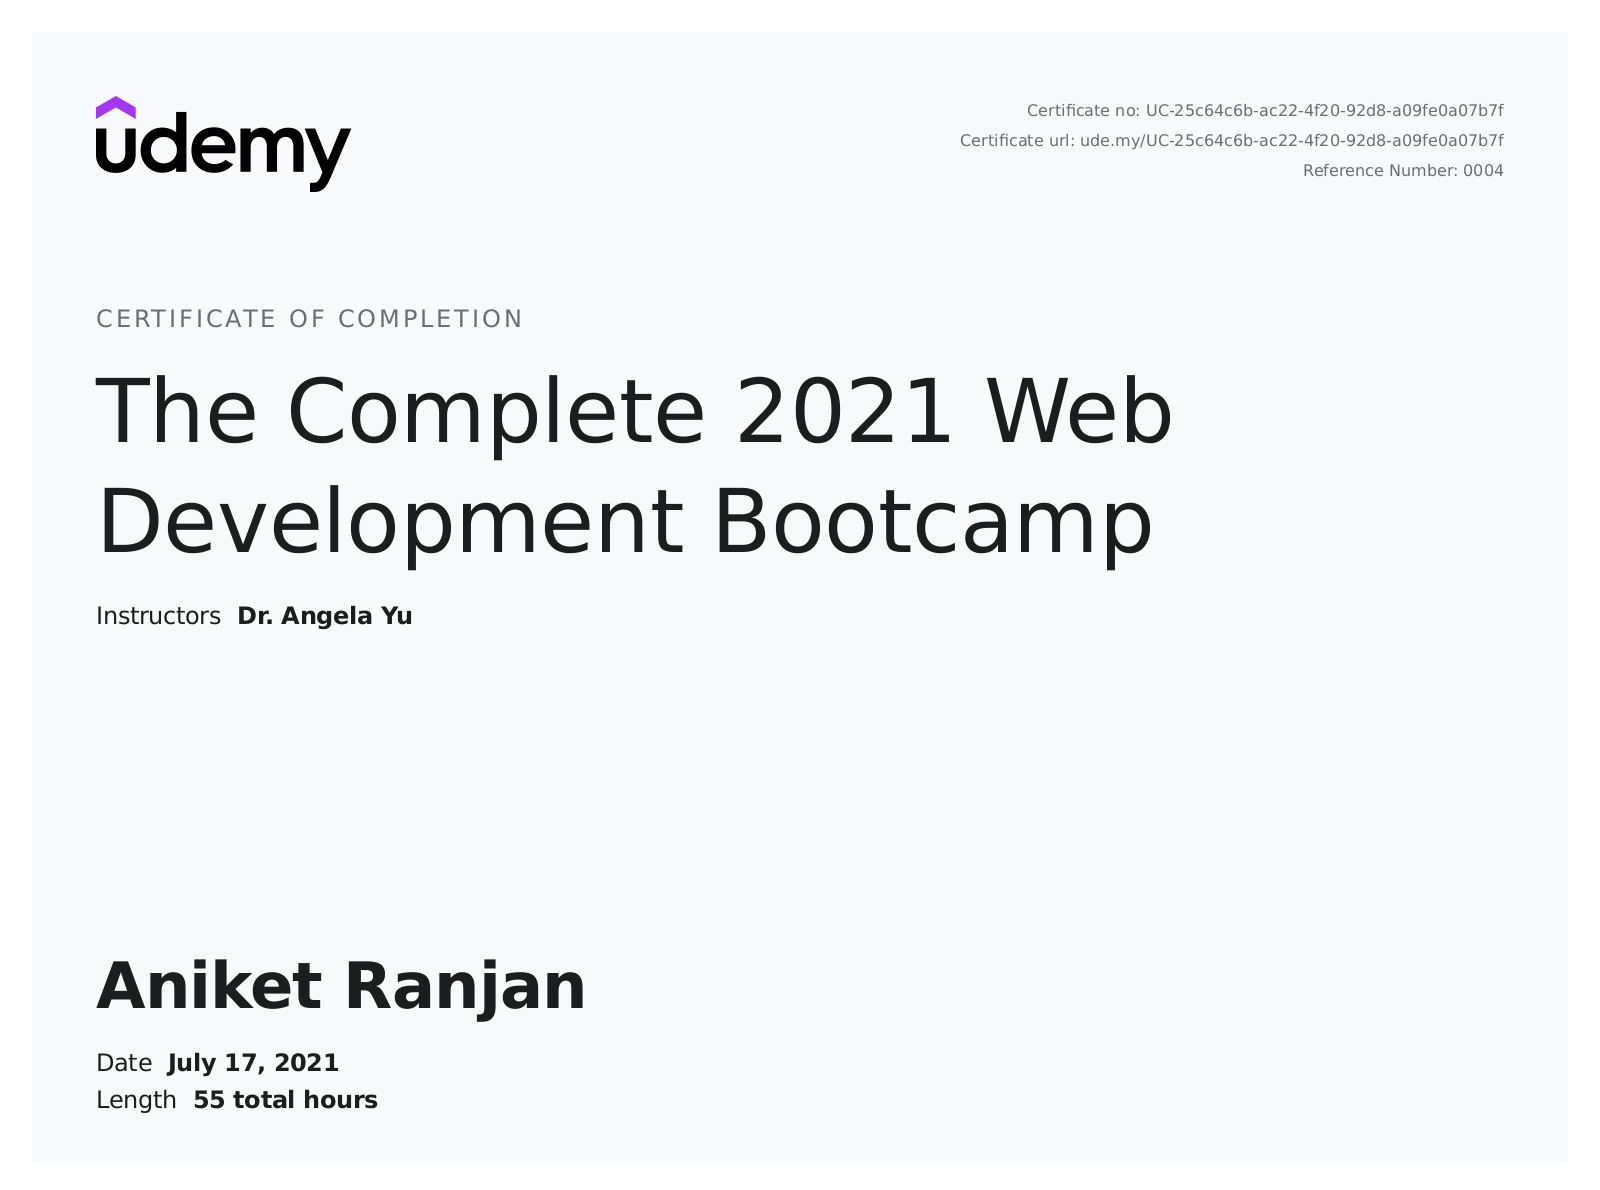 udemy
Certificate no: UC-25c64c6b-ac22-4f20-92d8-a09fe0a07b7f
Certificate url: ude.my/UC-25c64c6b-ac22-4f20-92d8-a09fe0a07b7f
Reference Number: 0004
CERTIFICATE OF COMPLETION
The Complete 2021 Web
Development Bootcamp
Instructors Dr. Angela Yu
Aniket Ranjan
Date July 17, 2021
Length 55 total hours